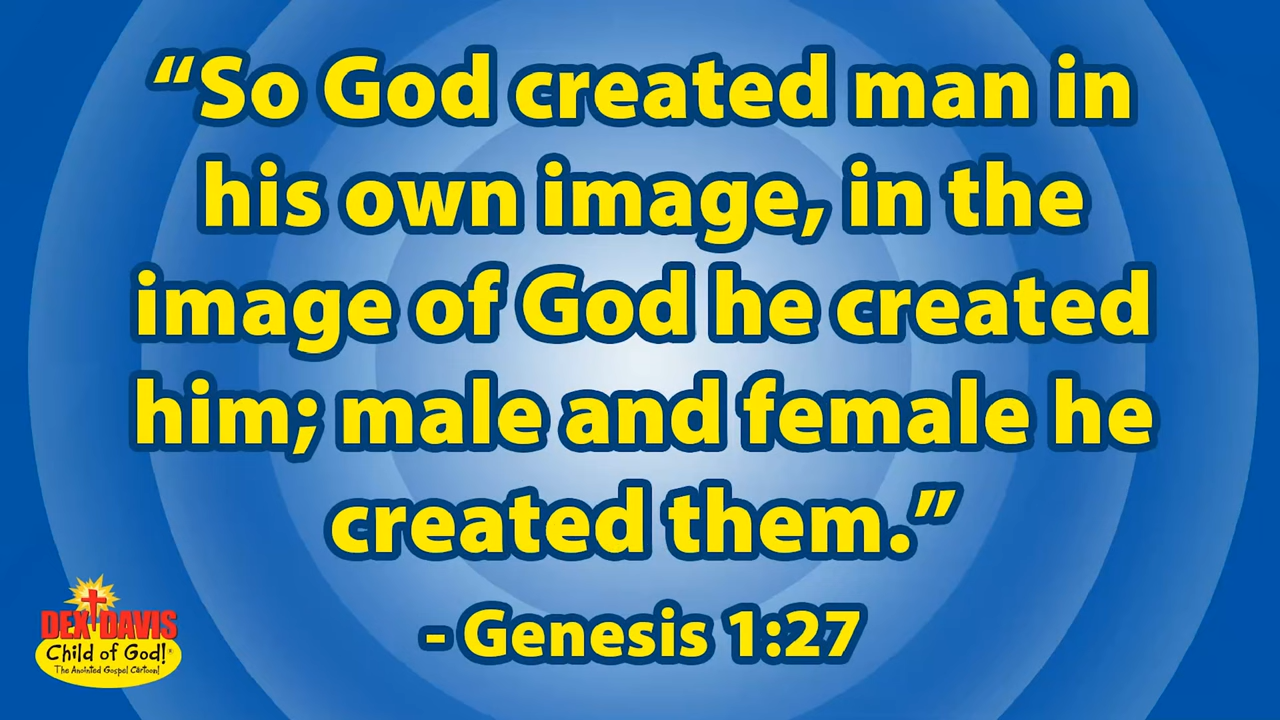 “So God created man in
his own image, in the
image of God he created
him; male and female he
created them.”
- Genesis 1:27
DEX DAVIS
Child of God!®
The Anointed Gospel Cartoon!